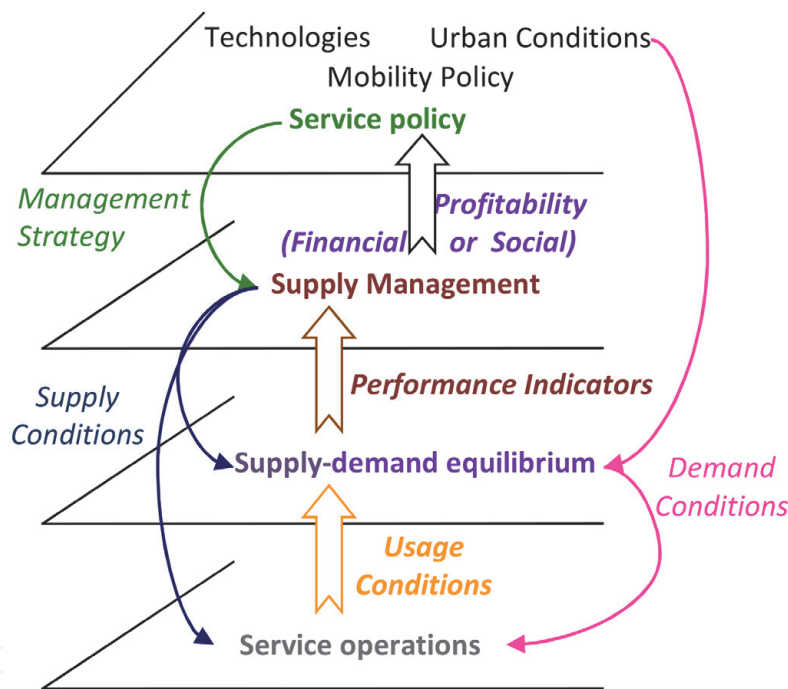 Technologies Urban Conditions
Mobility Policy
Service policy
Management
Strategy
Profitability
(Financial or Social)
Supply Management
Performance Indicators
Supply
Conditions
Supply-demand equilibrium
Demand
Conditions
Usage
Conditions
Service operations